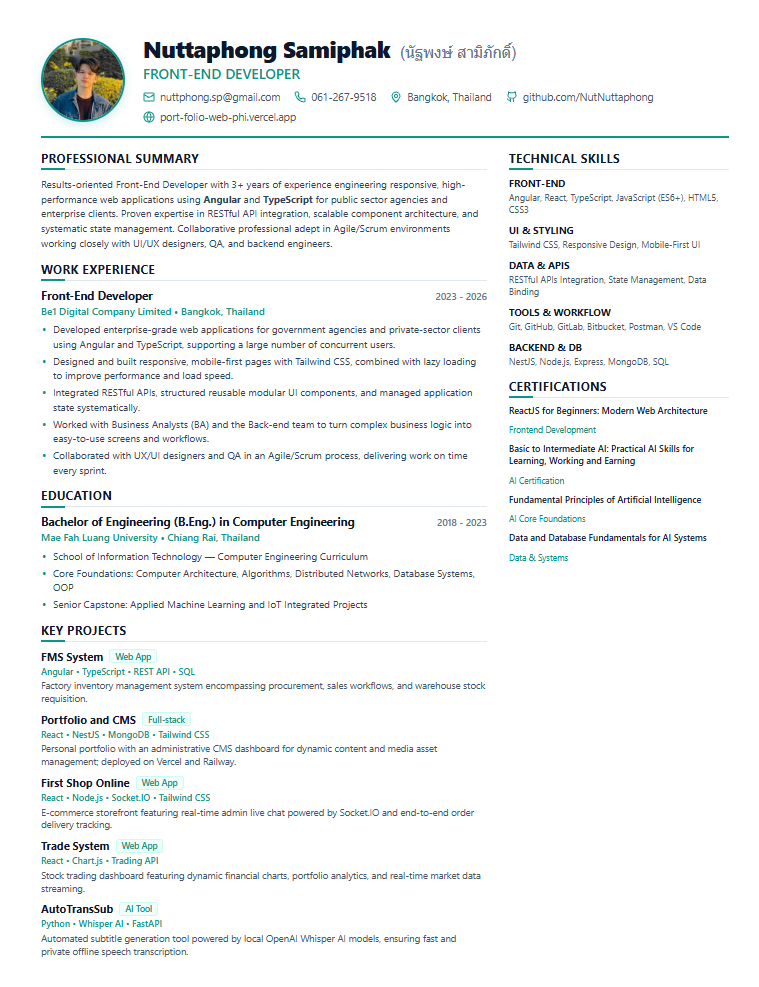 Nuttaphong Samiphak (นัฐพงษ์ สามิภักดิ์)
FRONT-END DEVELOPER
nuttphong.sp@gmail.com 061-267-9518 Bangkok, Thailand github.com/NutNuttaphong
port-folio-web-phi.vercel.app
PROFESSIONAL SUMMARY
Results-oriented Front-End Developer with 3+ years of experience engineering responsive, high-
performance web applications using Angular and TypeScript for public sector agencies and
enterprise clients. Proven expertise in RESTful API integration, scalable component architecture, and
systematic state management. Collaborative professional adept in Agile/Scrum environments
working closely with UI/UX designers, QA, and backend engineers.
WORK EXPERIENCE
Front-End Developer 2023 - 2026
Be1 Digital Company Limited • Bangkok, Thailand
• Developed enterprise-grade web applications for government agencies and private-sector clients
using Angular and TypeScript, supporting a large number of concurrent users.
• Designed and built responsive, mobile-first pages with Tailwind CSS, combined with lazy loading
to improve performance and load speed.
• Integrated RESTful APIs, structured reusable modular UI components, and managed application
state systematically.
• Worked with Business Analysts (BA) and the Back-end team to turn complex business logic into
easy-to-use screens and workflows.
• Collaborated with UX/UI designers and QA in an Agile/Scrum process, delivering work on time
every sprint.
EDUCATION
Bachelor of Engineering (B.Eng.) in Computer Engineering 2018 - 2023
Mae Fah Luang University • Chiang Rai, Thailand
• School of Information Technology — Computer Engineering Curriculum
• Core Foundations: Computer Architecture, Algorithms, Distributed Networks, Database Systems,
OOP
• Senior Capstone: Applied Machine Learning and IoT Integrated Projects
KEY PROJECTS
FMS System Web App
Angular • TypeScript • REST API • SQL
Factory inventory management system encompassing procurement, sales workflows, and warehouse stock
requisition.
Portfolio and CMS Full-stack
React • NestJS • MongoDB • Tailwind CSS
Personal portfolio with an administrative CMS dashboard for dynamic content and media asset
management; deployed on Vercel and Railway.
First Shop Online Web App
React • Node.js • Socket.IO • Tailwind CSS
E-commerce storefront featuring real-time admin live chat powered by Socket.IO and end-to-end order
delivery tracking.
Trade System Web App
React • Chart.js • Trading API
Stock trading dashboard featuring dynamic financial charts, portfolio analytics, and real-time market data
streaming.
AutoTransSub AI Tool
Python • Whisper AI • FastAPI
Automated subtitle generation tool powered by local OpenAI Whisper AI models, ensuring fast and
private offline speech transcription.
TECHNICAL SKILLS
FRONT-END
Angular, React, TypeScript, JavaScript (ES6+), HTML5,
CSS3
UI & STYLING
Tailwind CSS, Responsive Design, Mobile-First UI
DATA & APIS
RESTful APIs Integration, State Management, Data
Binding
TOOLS & WORKFLOW
Git, GitHub, GitLab, Bitbucket, Postman, VS Code
BACKEND & DB
NestJS, Node.js, Express, MongoDB, SQL
CERTIFICATIONS
ReactJS for Beginners: Modern Web Architecture
Frontend Development
Basic to Intermediate AI: Practical AI Skills for
Learning, Working and Earning
AI Certification
Fundamental Principles of Artificial Intelligence
AI Core Foundations
Data and Database Fundamentals for AI Systems
Data & Systems